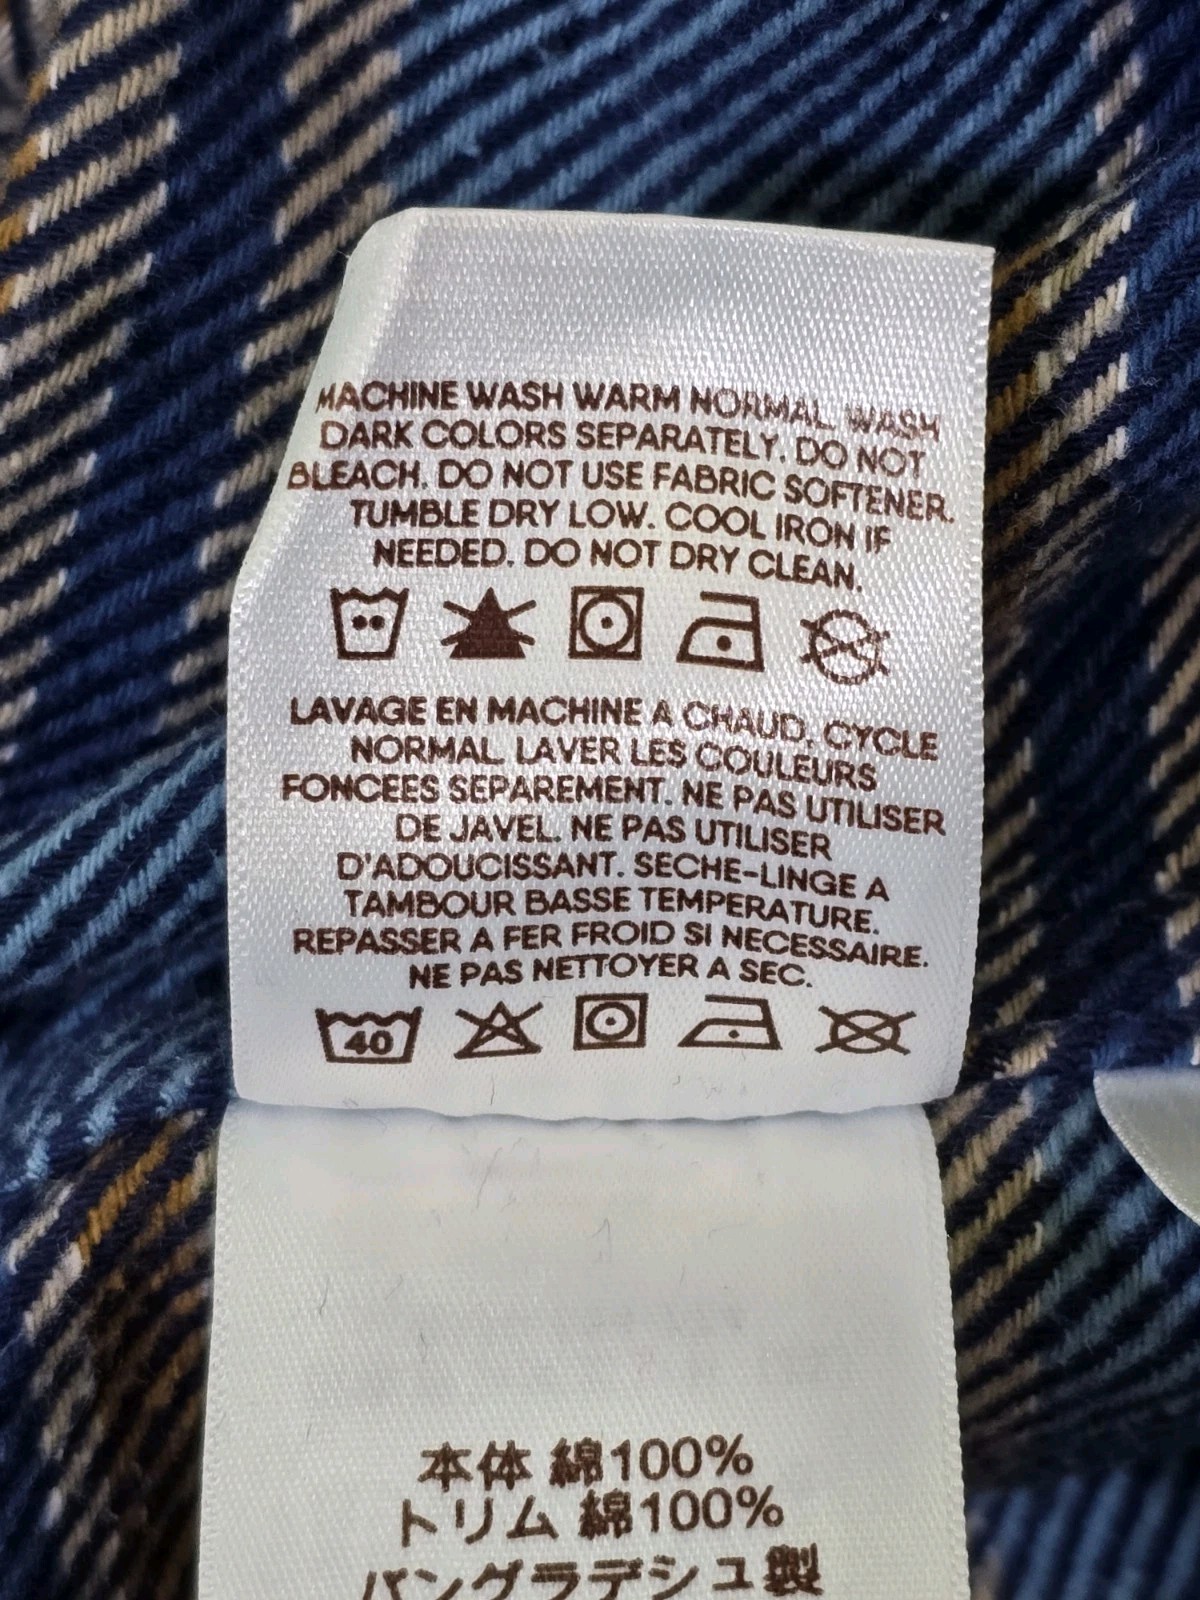 MACHINE WASH WARM NORMAL. WASH
DARK COLORS SEPARATELY. DO NOT
BLEACH. DO NOT USE FABRIC SOFTENER.
TUMBLE DRY LOW. COOL IRON IF
NEEDED. DO NOT DRY CLEAN.
LAVAGE EN MACHINE A CHAUD, CYCLE
NORMAL. LAVER LES COULEURS
FONCEES SEPAREMENT. NE PAS UTILISER
DE JAVEL. NE PAS UTILISER
D'ADOUCISSANT. SECHE-LINGE A
TAMBOUR BASSE TEMPERATURE.
REPASSER A FER FROID SI NECESSAIRE.
NE PAS NETTOYER A SEC.
40
本体 綿100%
トリム 綿100%
バングラデシュ製